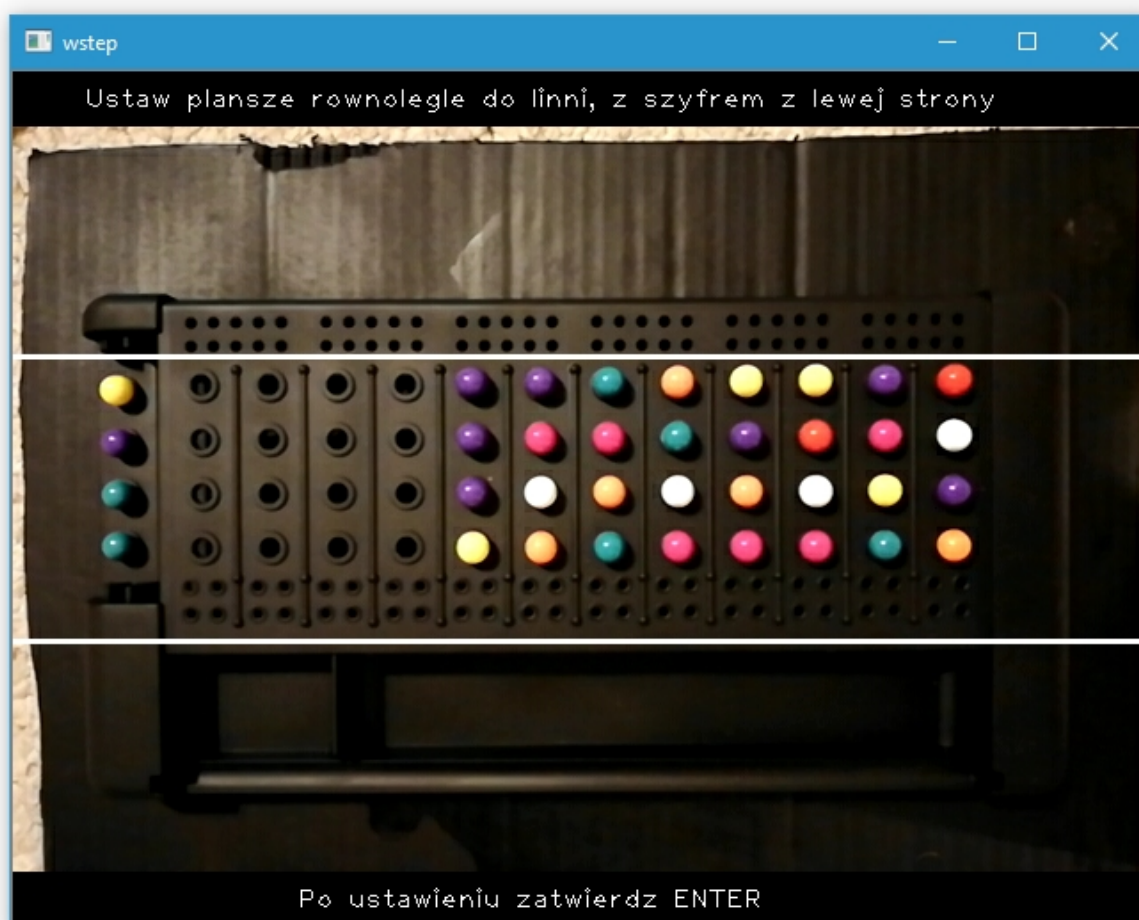 wstep
Ustaw plansze rownolegle do linni, z szyfrem z lewej strony
Po ustawieniu zatwierdz ENTER